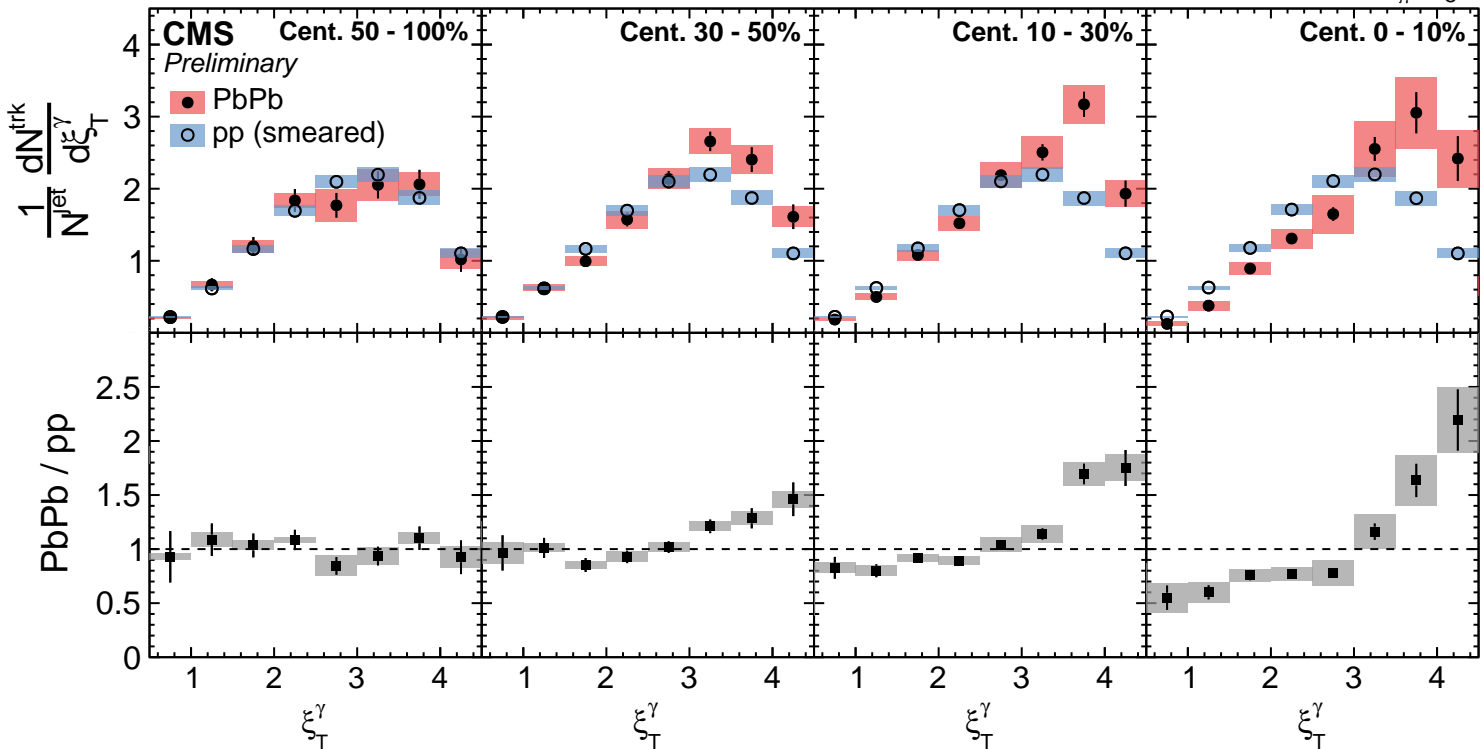 CMS Cent. 50 - 100% Cent. 30 - 50% Cent. 10 - 30% Cent. 0 - 10%
Preliminary
PbPb
pp (smeared)
1/N^jet dN^trk/dξ_T^γ
4
3
2
1
PbPb / pp
2.5
2
1.5
1
0.5
0
1 2 3 4 1 2 3 4 1 2 3 4 1 2 3 4
ξ_T^γ ξ_T^γ ξ_T^γ ξ_T^γ